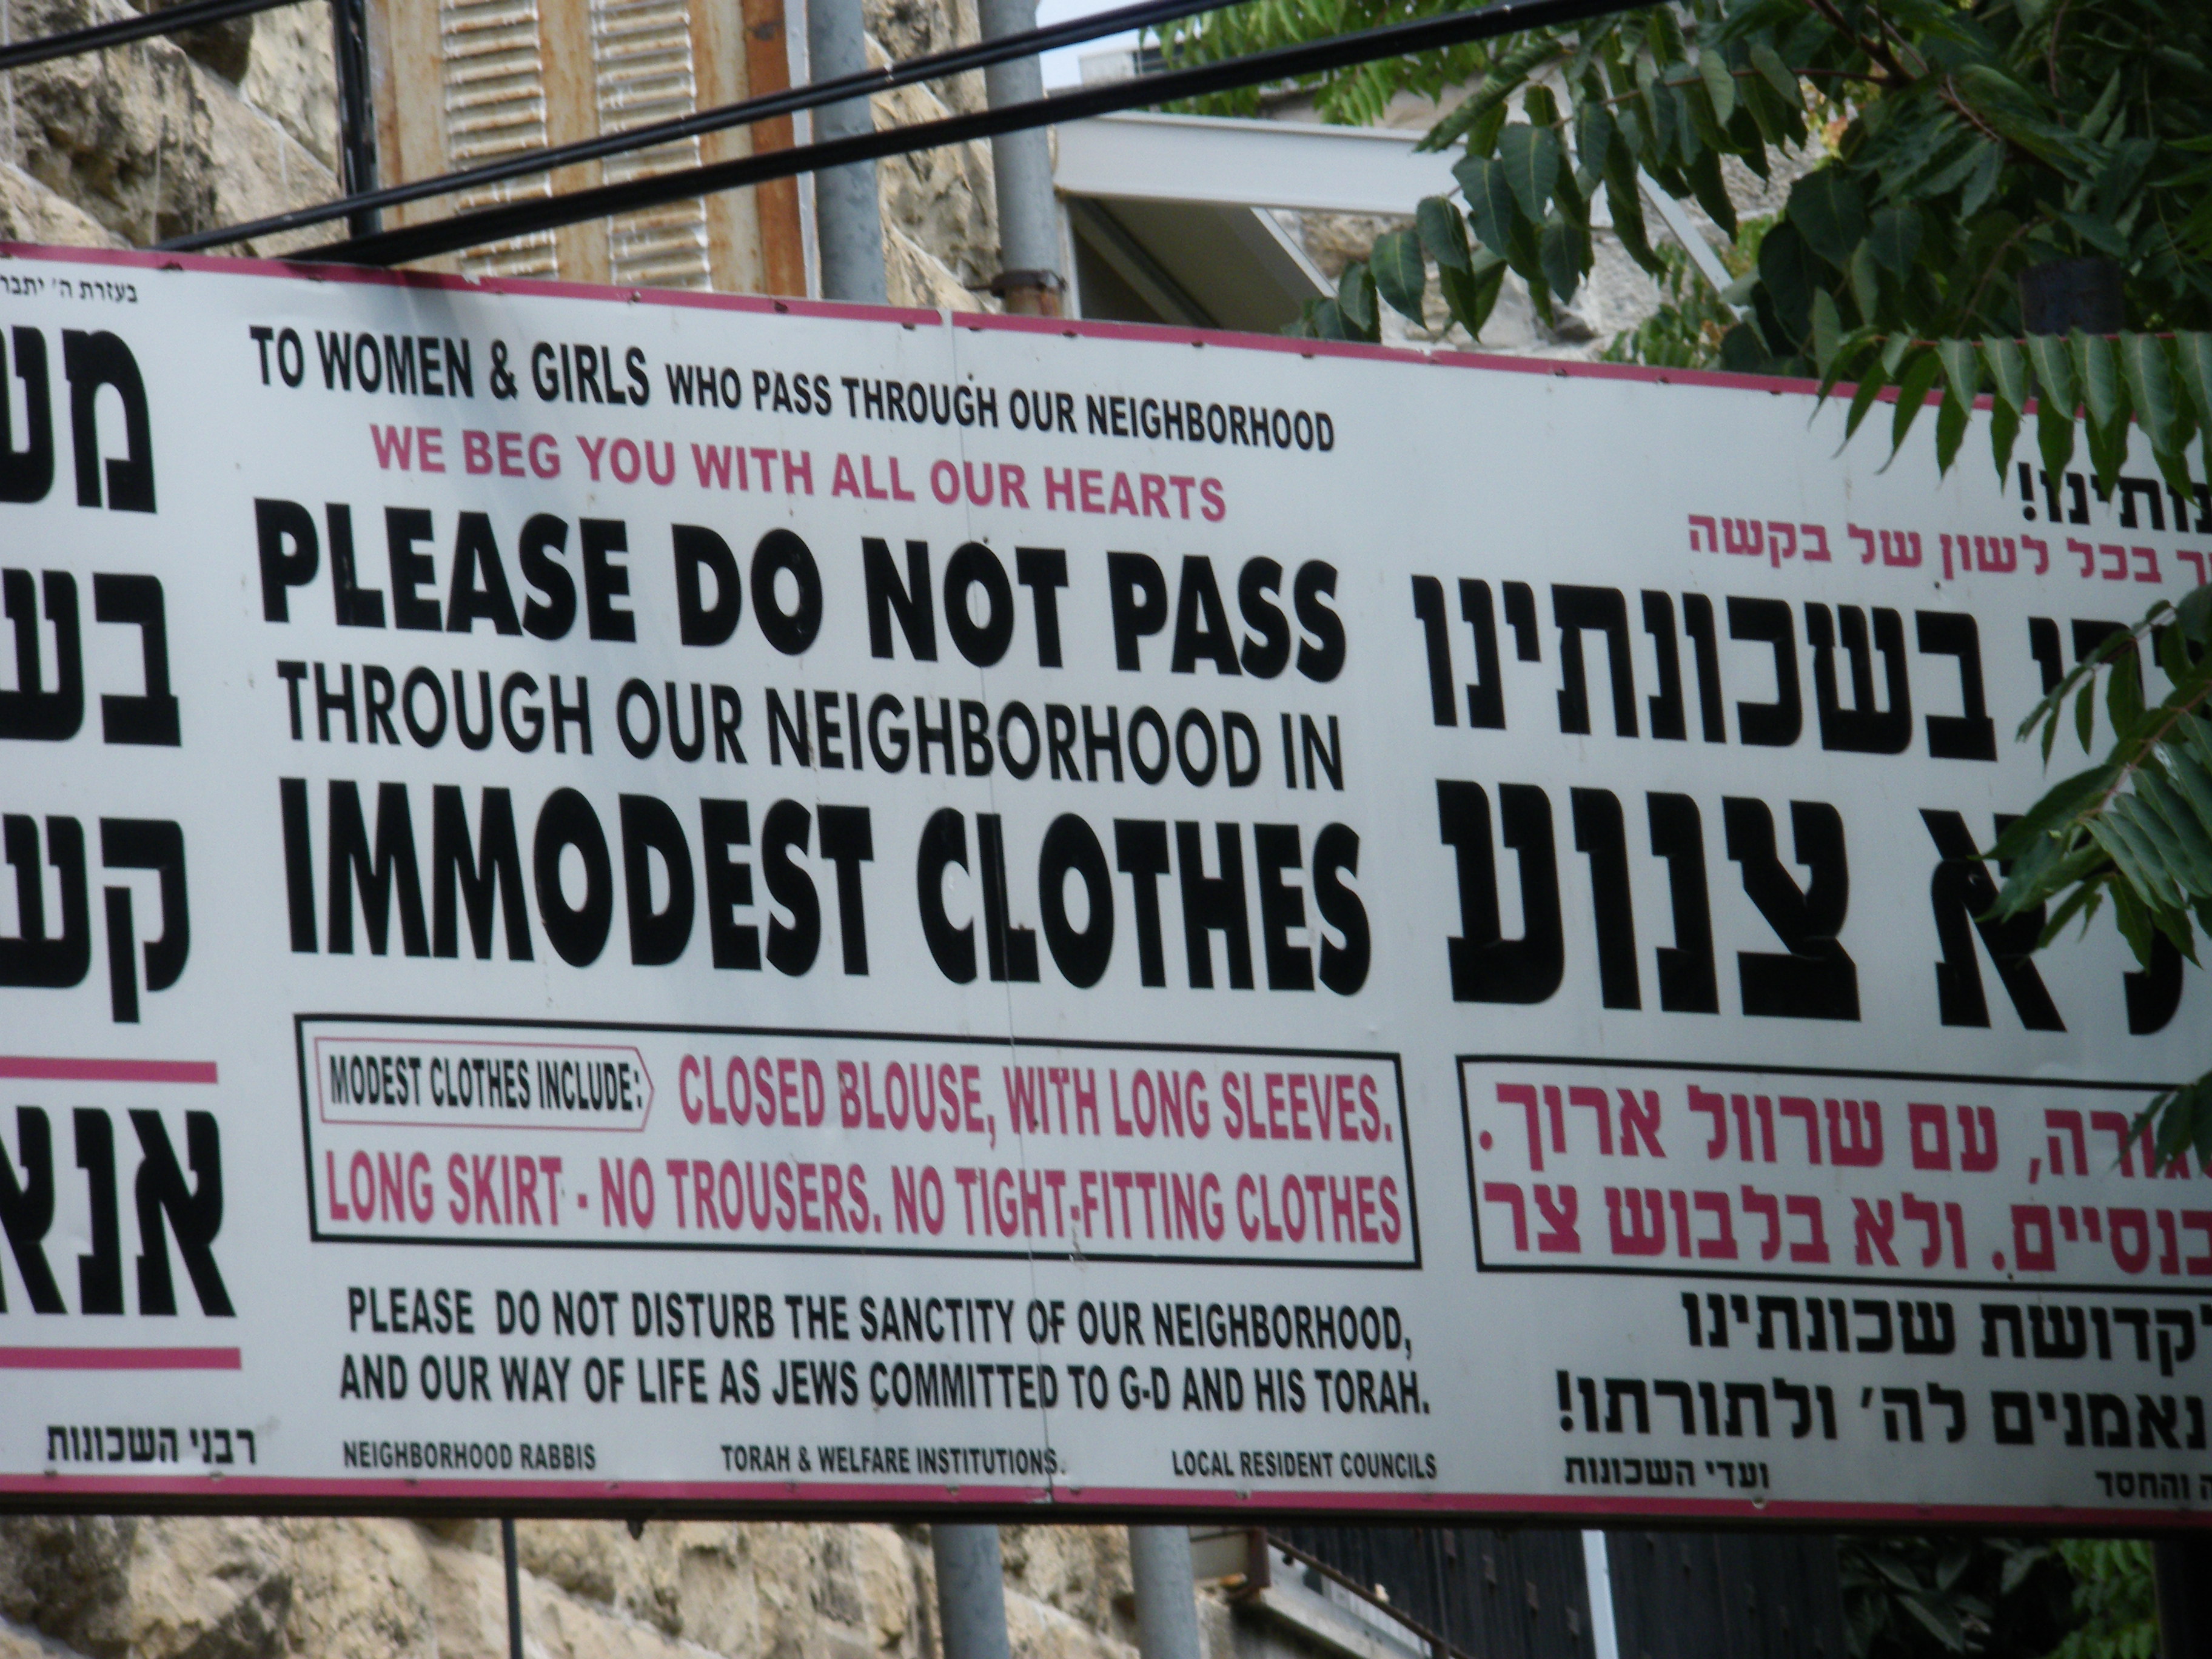 בעזרת ה׳
אנא
רבני השכונות
TO WOMEN & GIRLS WHO PASS THROUGH OUR NEIGHBORHOOD
WE BEG YOU WITH ALL OUR HEARTS
PLEASE DO NOT PASS
THROUGH OUR NEIGHBORHOOD IN
IMMODEST CLOTHES
MODEST CLOTHES INCLUDE: CLOSED BLOUSE, WITH LONG SLEEVES.
LONG SKIRT - NO TROUSERS. NO TIGHT-FITTING CLOTHES
PLEASE DO NOT DISTURB THE SANCTITY OF OUR NEIGHBORHOOD,
AND OUR WAY OF LIFE AS JEWS COMMITTED TO G-D AND HIS TORAH.
NEIGHBORHOOD RABBIS TORAH & WELFARE INSTITUTIONS. LOCAL RESIDENT COUNCILS
בכל לשון של בקשה
בשכונתינו
לא צנוע
עם שרוול ארוך.
ולא בלבוש צר
קדושת שכונתינו
נאמנים לה׳ ולתורתו!
והחסד ועדי השכונות